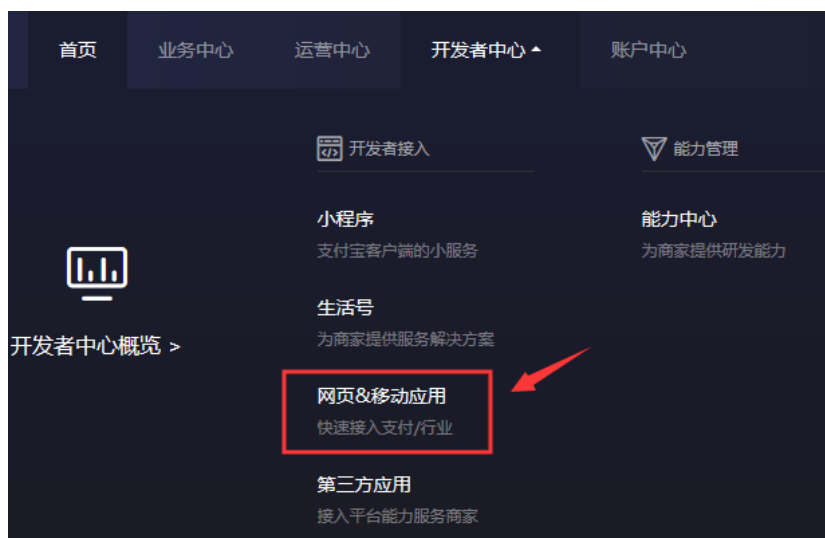 首页 业务中心 运营中心 开发者中心 账户中心
开发者接入 能力管理
小程序 能力中心
支付宝客户端的小服务 为商家提供研发能力
生活号
为商家提供服务解决方案
开发者中心概览 >
网页&移动应用
快速接入支付/行业
第三方应用
接入平台能力服务商家